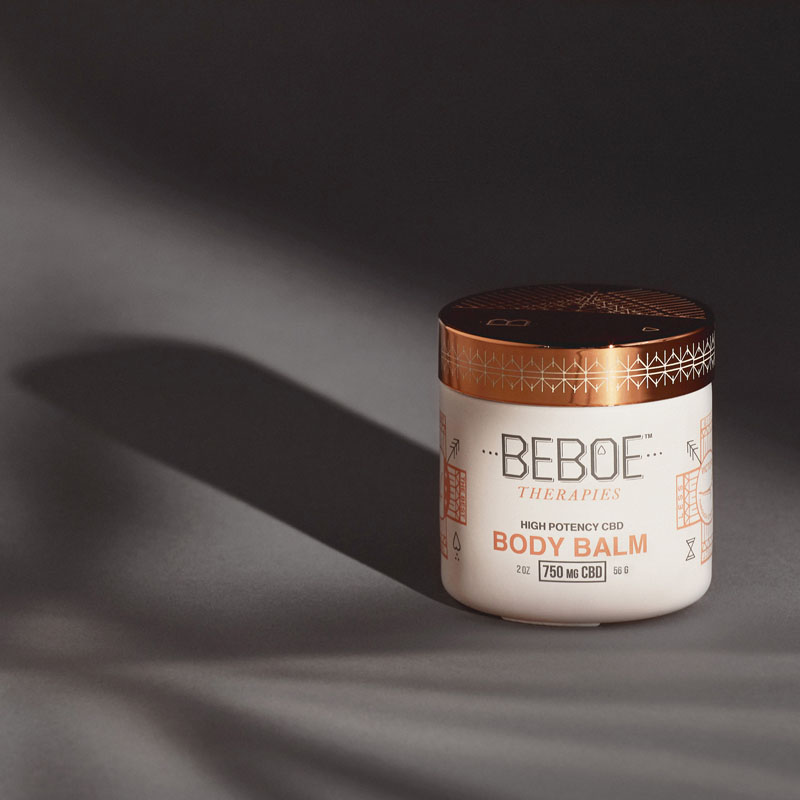 BEBOE™
THERAPIES
HIGH POTENCY CBD
BODY BALM
2 OZ 750 MG CBD 56 G